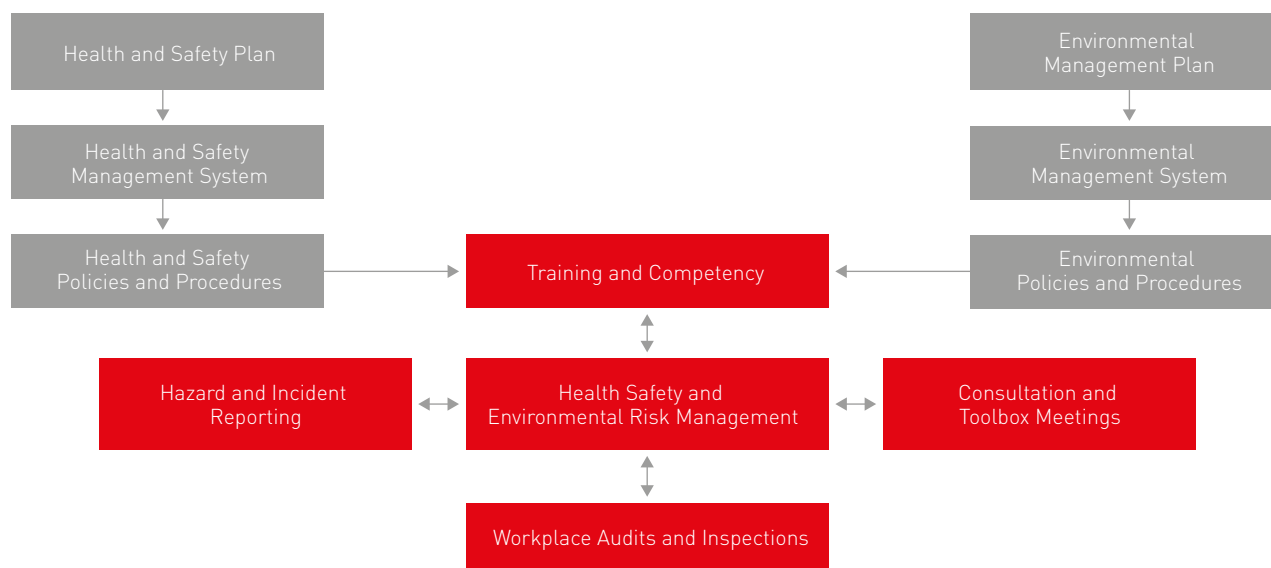 Health and Safety Plan
Environmental
Management Plan
Health and Safety
Management System
Environmental
Management System
Health and Safety
Policies and Procedures
Training and Competency
Environmental
Policies and Procedures
Hazard and Incident
Reporting
Health Safety and
Environmental Risk Management
Consultation and
Toolbox Meetings
Workplace Audits and Inspections